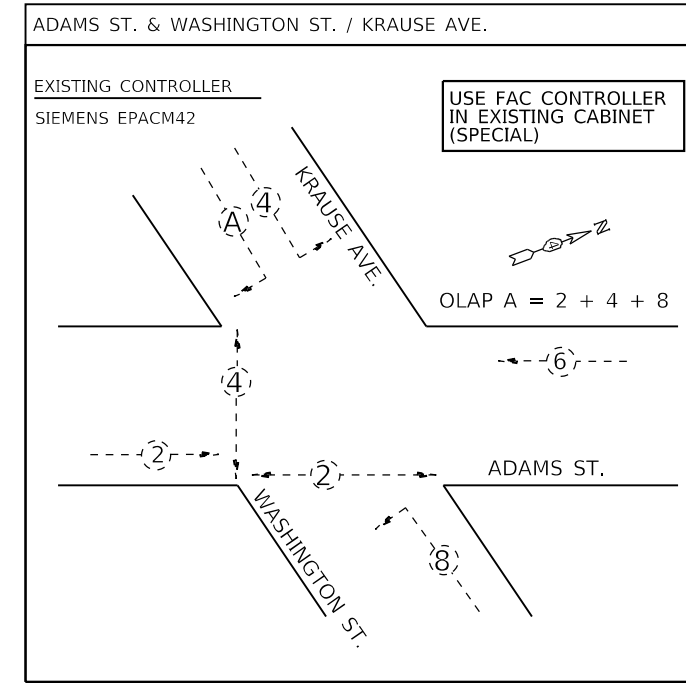 ADAMS ST. & WASHINGTON ST. / KRAUSE AVE.
EXISTING CONTROLLER
SIEMENS EPACM42
USE FAC CONTROLLER
IN EXISTING CABINET
(SPECIAL)
KRAUSE AVE.
A
4
N
OLAP A = 2 + 4 + 8
6
4
2
2
ADAMS ST.
WASHINGTON ST.
8